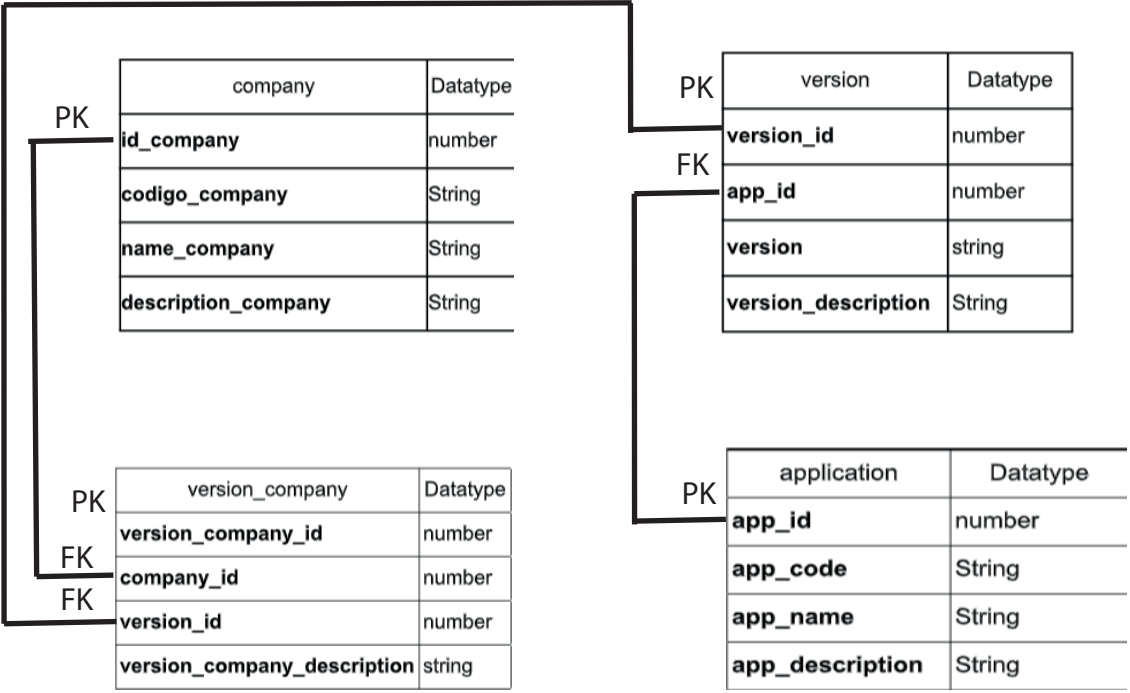 company Datatype
PK
id_company number
codigo_company String
name_company String
description_company String
version Datatype
PK
version_id number
FK
app_id number
version string
version_description String
version_company Datatype
PK
version_company_id number
FK
company_id number
FK
version_id number
version_company_description string
application Datatype
PK
app_id number
app_code String
app_name String
app_description String